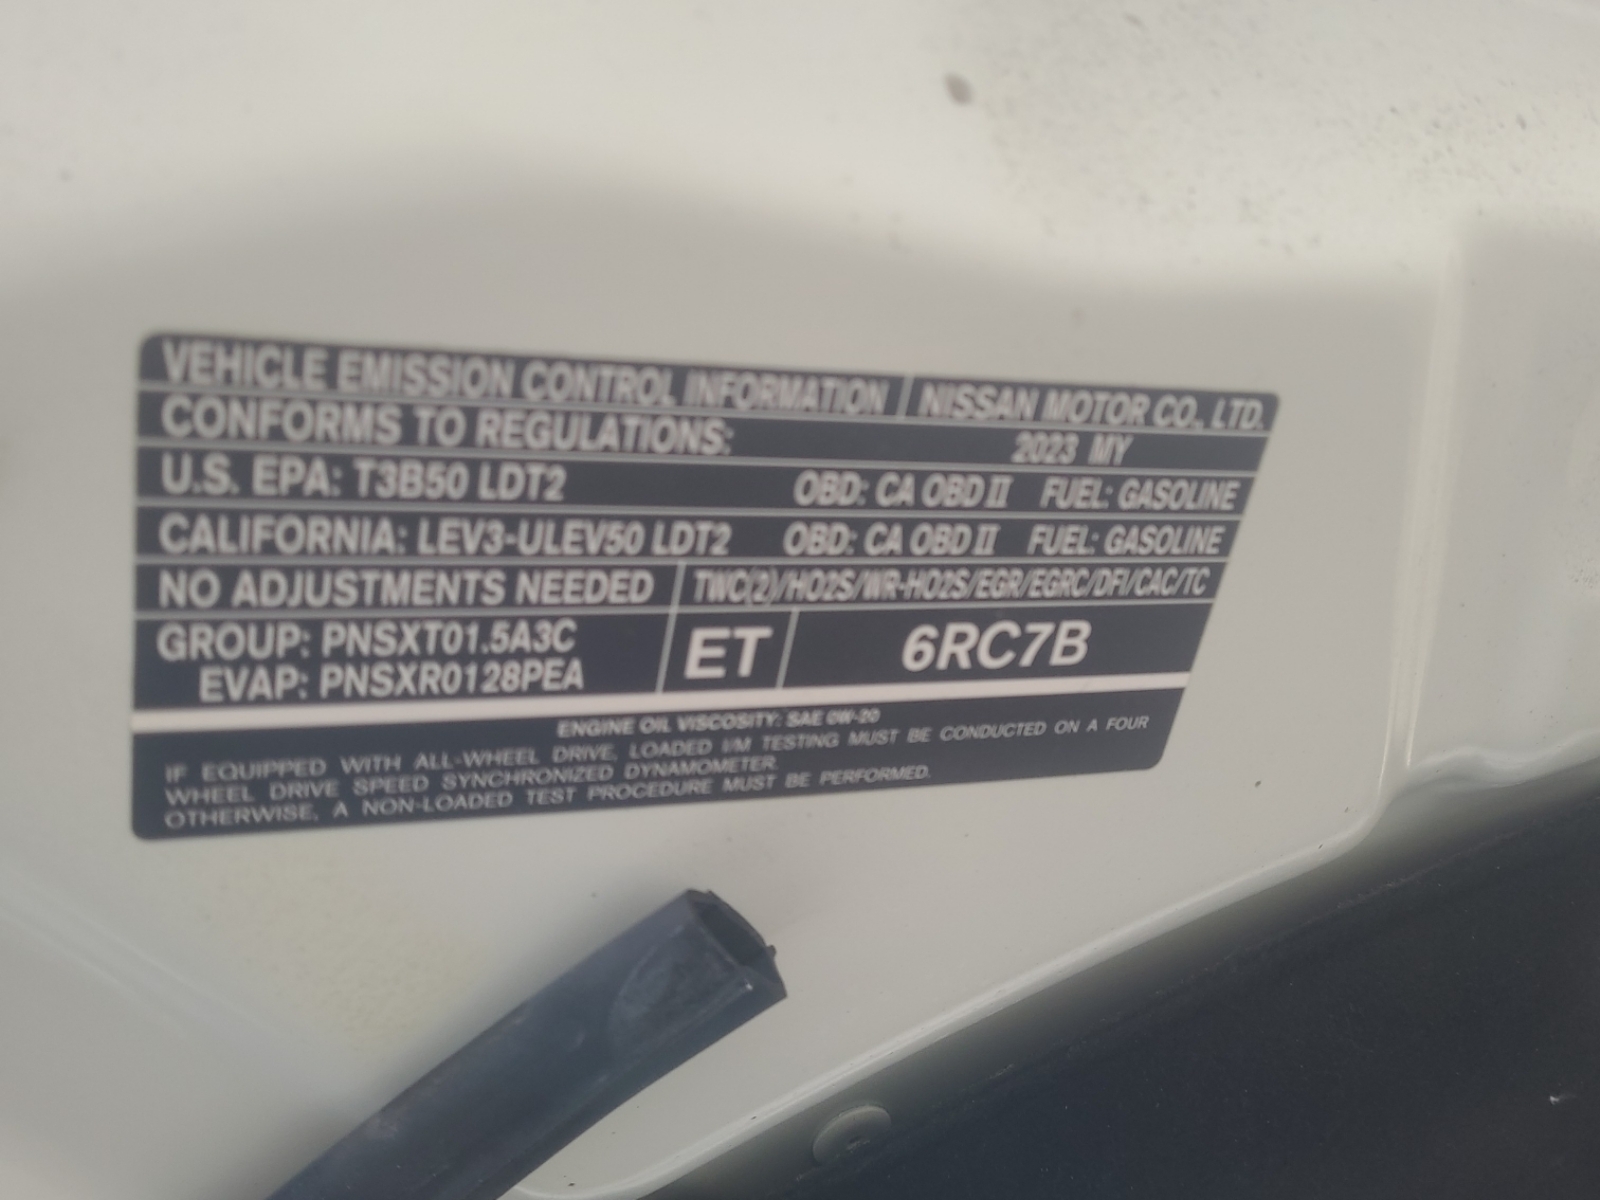 VEHICLE EMISSION CONTROL INFORMATION NISSAN MOTOR CO., LTD.
CONFORMS TO REGULATIONS: 2023 MY
U.S. EPA: T3B50 LDT2 OBD: CA OBD II FUEL: GASOLINE
CALIFORNIA: LEV3-ULEV50 LDT2 OBD: CA OBD II FUEL: GASOLINE
NO ADJUSTMENTS NEEDED TWC(2)/HO2S/WR-HO2S/EGR/EGRC/DFI/CAC/TC
GROUP: PNSXT01.5A3C ET 6RC7B
EVAP: PNSXR0128PEA
ENGINE OIL VISCOSITY: SAE 0W-20
IF EQUIPPED WITH ALL-WHEEL DRIVE, LOADED I/M TESTING MUST BE CONDUCTED ON A FOUR
WHEEL DRIVE SPEED SYNCHRONIZED DYNAMOMETER.
OTHERWISE, A NON-LOADED TEST PROCEDURE MUST BE PERFORMED.